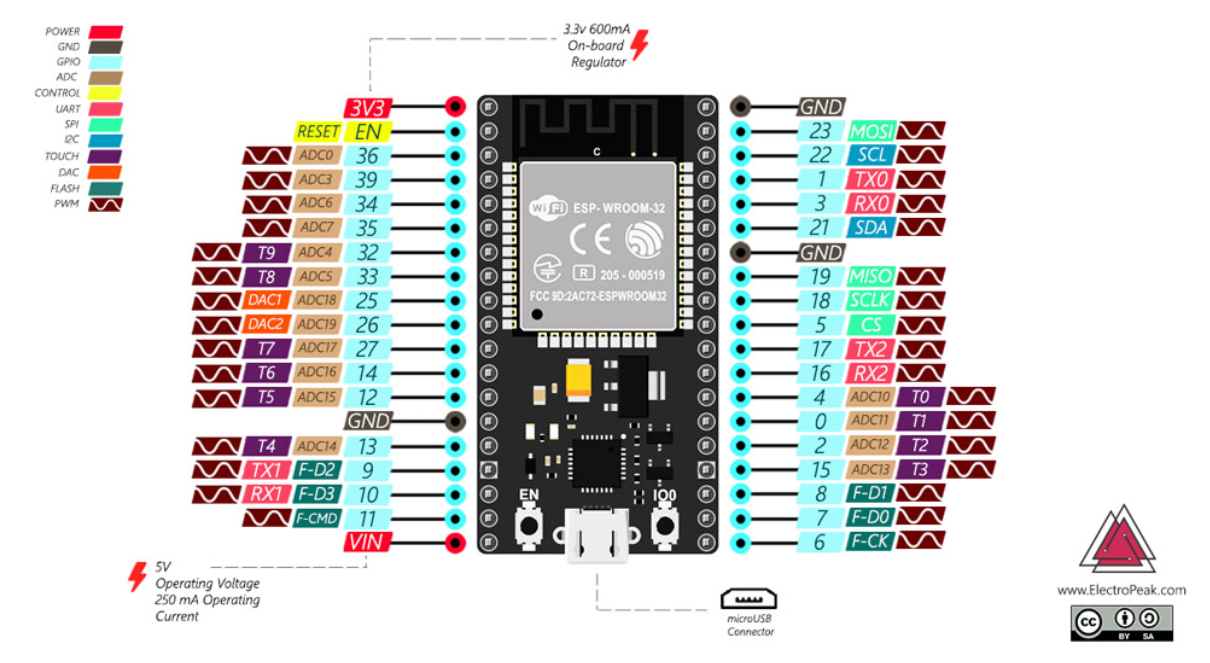 POWER
GND
GPIO
ADC
CONTROL
UART
SPI
I2C
TOUCH
DAC
FLASH
PWM
3.3v 600mA
On-board
Regulator
3V3
RESET EN
ADC0 36
ADC3 39
ADC6 34
ADC7 35
T9 ADC4 32
T8 ADC5 33
DAC1 ADC18 25
DAC2 ADC19 26
T7 ADC17 27
T6 ADC16 14
T5 ADC15 12
GND
T4 ADC14 13
TX1 F-D2 9
RX1 F-D3 10
F-CMD 11
VIN
5V
Operating Voltage
250 mA Operating
Current
C
WiFi ESP-WROOM-32
CE
R 205-000519
FCC 9D:2AC72-ESPWROOM32
EN
IO0
GND
23 MOSI
22 SCL
1 TX0
3 RX0
21 SDA
GND
19 MISO
18 SCLK
5 CS
17 TX2
16 RX2
4 ADC10 T0
0 ADC11 T1
2 ADC12 T2
15 ADC13 T3
8 F-D1
7 F-D0
6 F-CK
microUSB
Connector
www.ElectroPeak.com
cc
BY SA